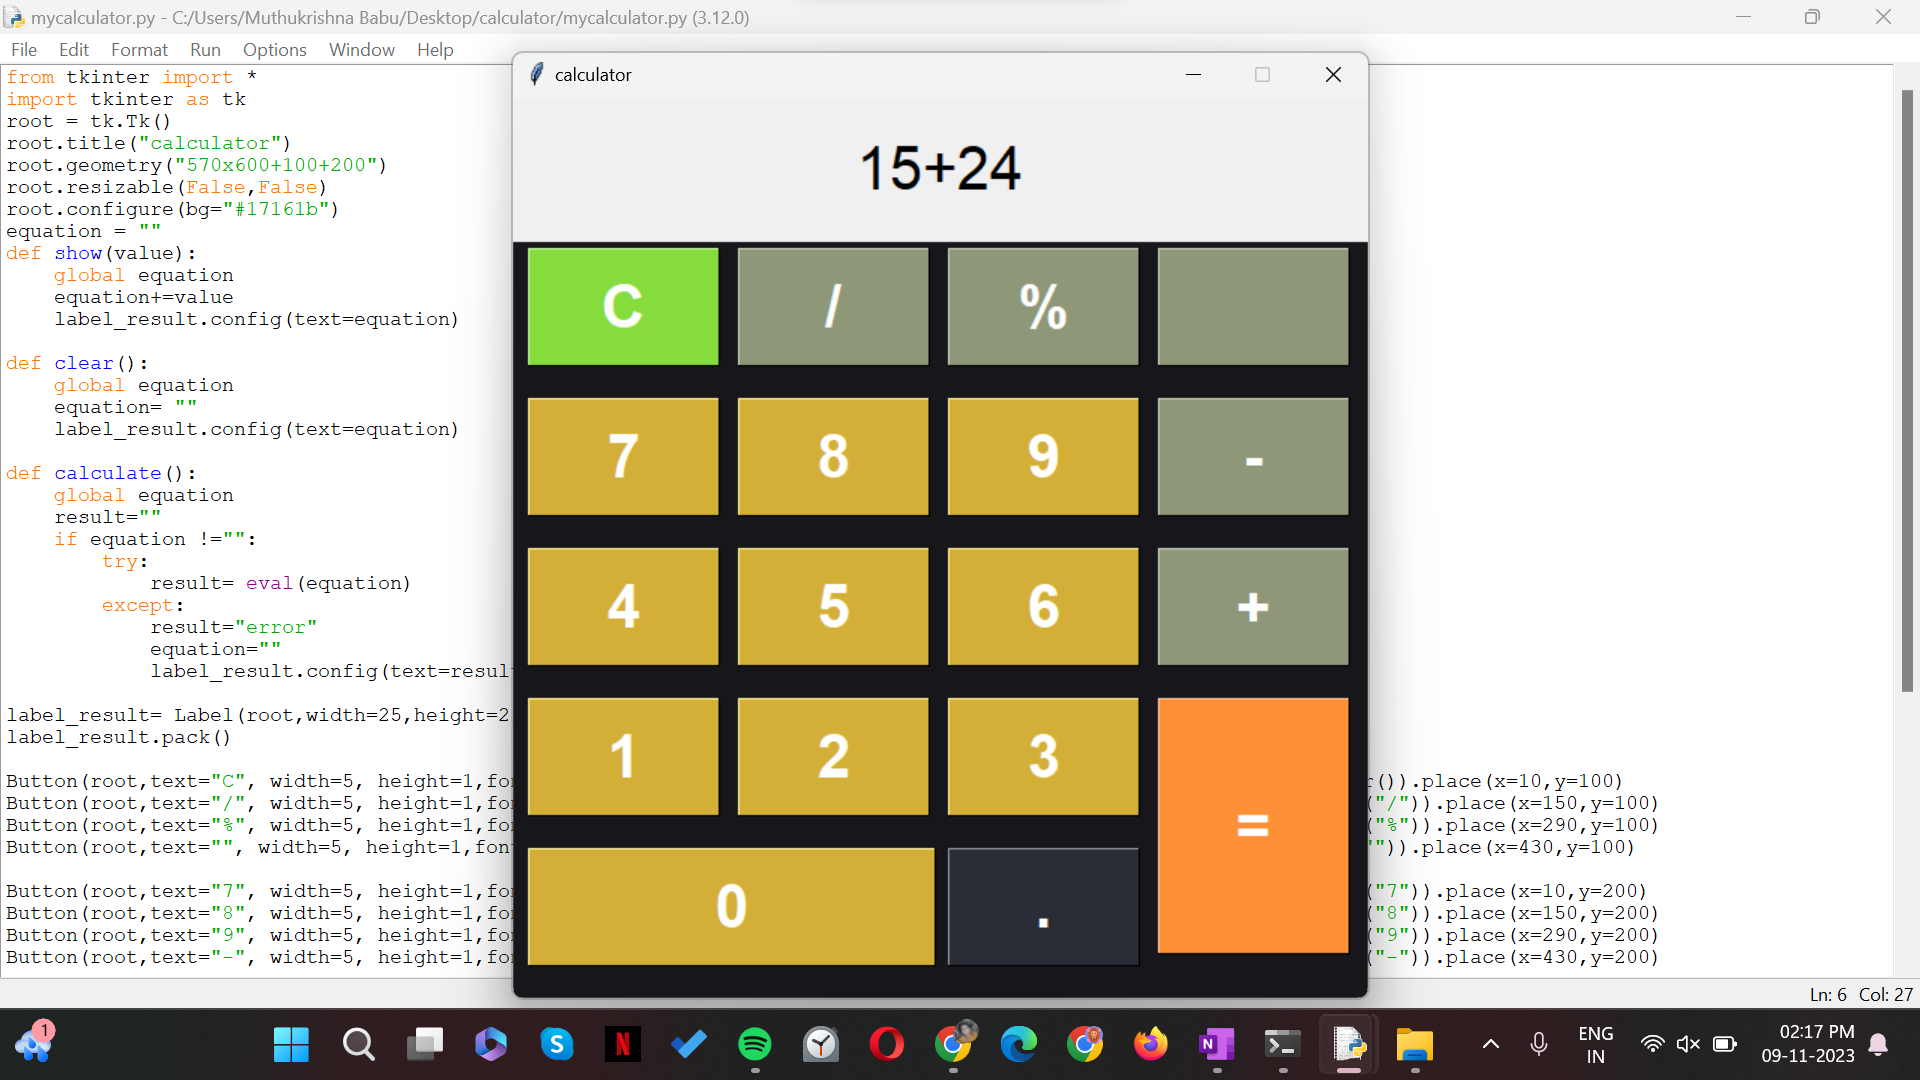 mycalculator.py - C:/Users/Muthukrishna Babu/Desktop/calculator/mycalculator.py (3.12.0)
File Edit Format Run Options Window Help
from tkinter import *
import tkinter as tk
root = tk.Tk()
root.title("calculator")
root.geometry("570x600+100+200")
root.resizable(False,False)
root.configure(bg="#17161b")
equation = ""
def show(value):
    global equation
    equation+=value
    label_result.config(text=equation)
def clear():
    global equation
    equation= ""
    label_result.config(text=equation)
def calculate():
    global equation
    result=""
    if equation !="":
        try:
            result= eval(equation)
        except:
            result="error"
            equation=""
            label_result.config(text=resul
label_result= Label(root,width=25,height=2
label_result.pack()
Button(root,text="C", width=5, height=1,fo
Button(root,text="/", width=5, height=1,fo
Button(root,text="%", width=5, height=1,fo
Button(root,text="", width=5, height=1,fon
Button(root,text="7", width=5, height=1,fo
Button(root,text="8", width=5, height=1,fo
Button(root,text="9", width=5, height=1,fo
Button(root,text="-", width=5, height=1,fo
calculator
15+24
C / %
7 8 9 -
4 5 6 +
1 2 3
=
0 .
r()).place(x=10,y=100)
("/")).place(x=150,y=100)
("%")).place(x=290,y=100)
"")).place(x=430,y=100)
("7")).place(x=10,y=200)
("8")).place(x=150,y=200)
("9")).place(x=290,y=200)
("-")).place(x=430,y=200)
Ln: 6 Col: 27
1
S
N
N
ENG
IN
02:17 PM
09-11-2023